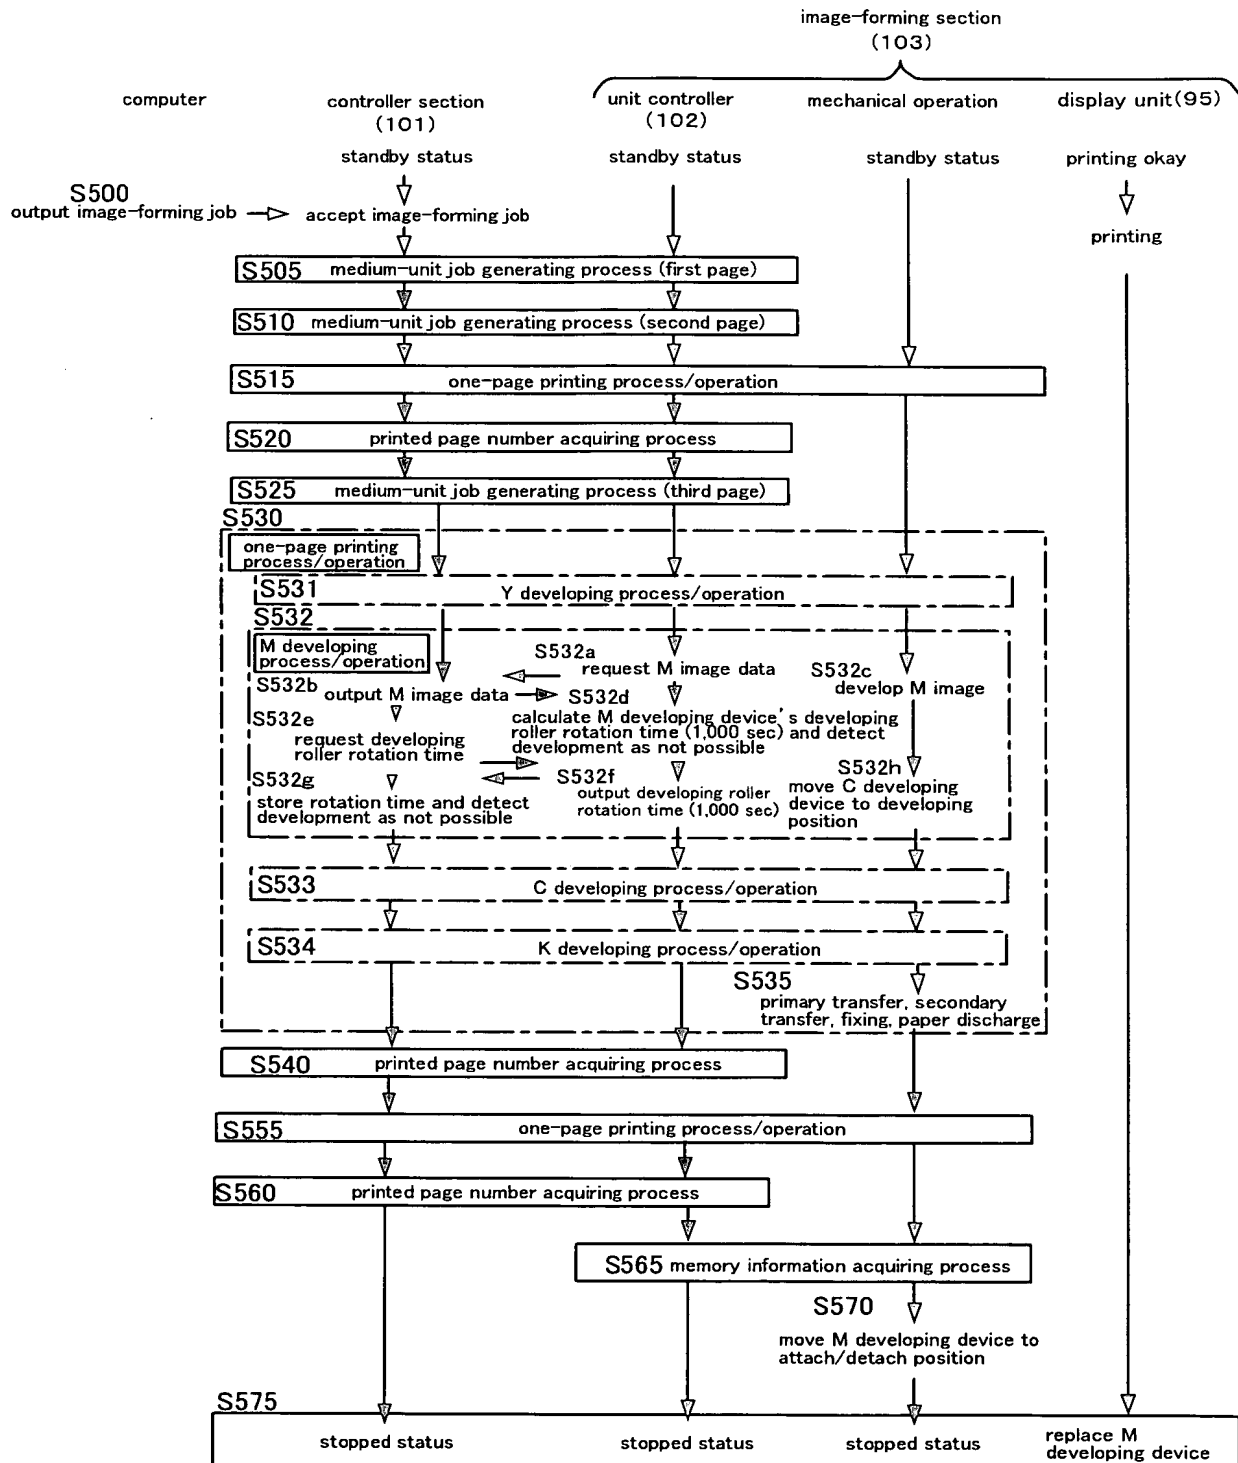 image-forming section
(103)
computer
controller section
(101)
unit controller
(102)
mechanical operation
display unit(95)
standby status
standby status
standby status
printing okay
S500
output image-forming job
accept image-forming job
printing
S505 medium-unit job generating process (first page)
S510 medium-unit job generating process (second page)
S515 one-page printing process/operation
S520 printed page number acquiring process
S525 medium-unit job generating process (third page)
S530
one-page printing
process/operation
S531 Y developing process/operation
S532
M developing
process/operation
S532a
request M image data
S532b
output M image data
S532c
develop M image
S532d
calculate M developing device's developing
roller rotation time (1,000 sec) and detect
development as not possible
S532e
request developing
roller rotation time
S532f
output developing roller
rotation time (1,000 sec)
S532g
store rotation time and detect
development as not possible
S532h
move C developing
device to developing
position
S533 C developing process/operation
S534 K developing process/operation
S535
primary transfer, secondary
transfer, fixing, paper discharge
S540 printed page number acquiring process
S555 one-page printing process/operation
S560 printed page number acquiring process
S565 memory information acquiring process
S570
move M developing device to
attach/detach position
S575
stopped status
stopped status
stopped status
replace M
developing device